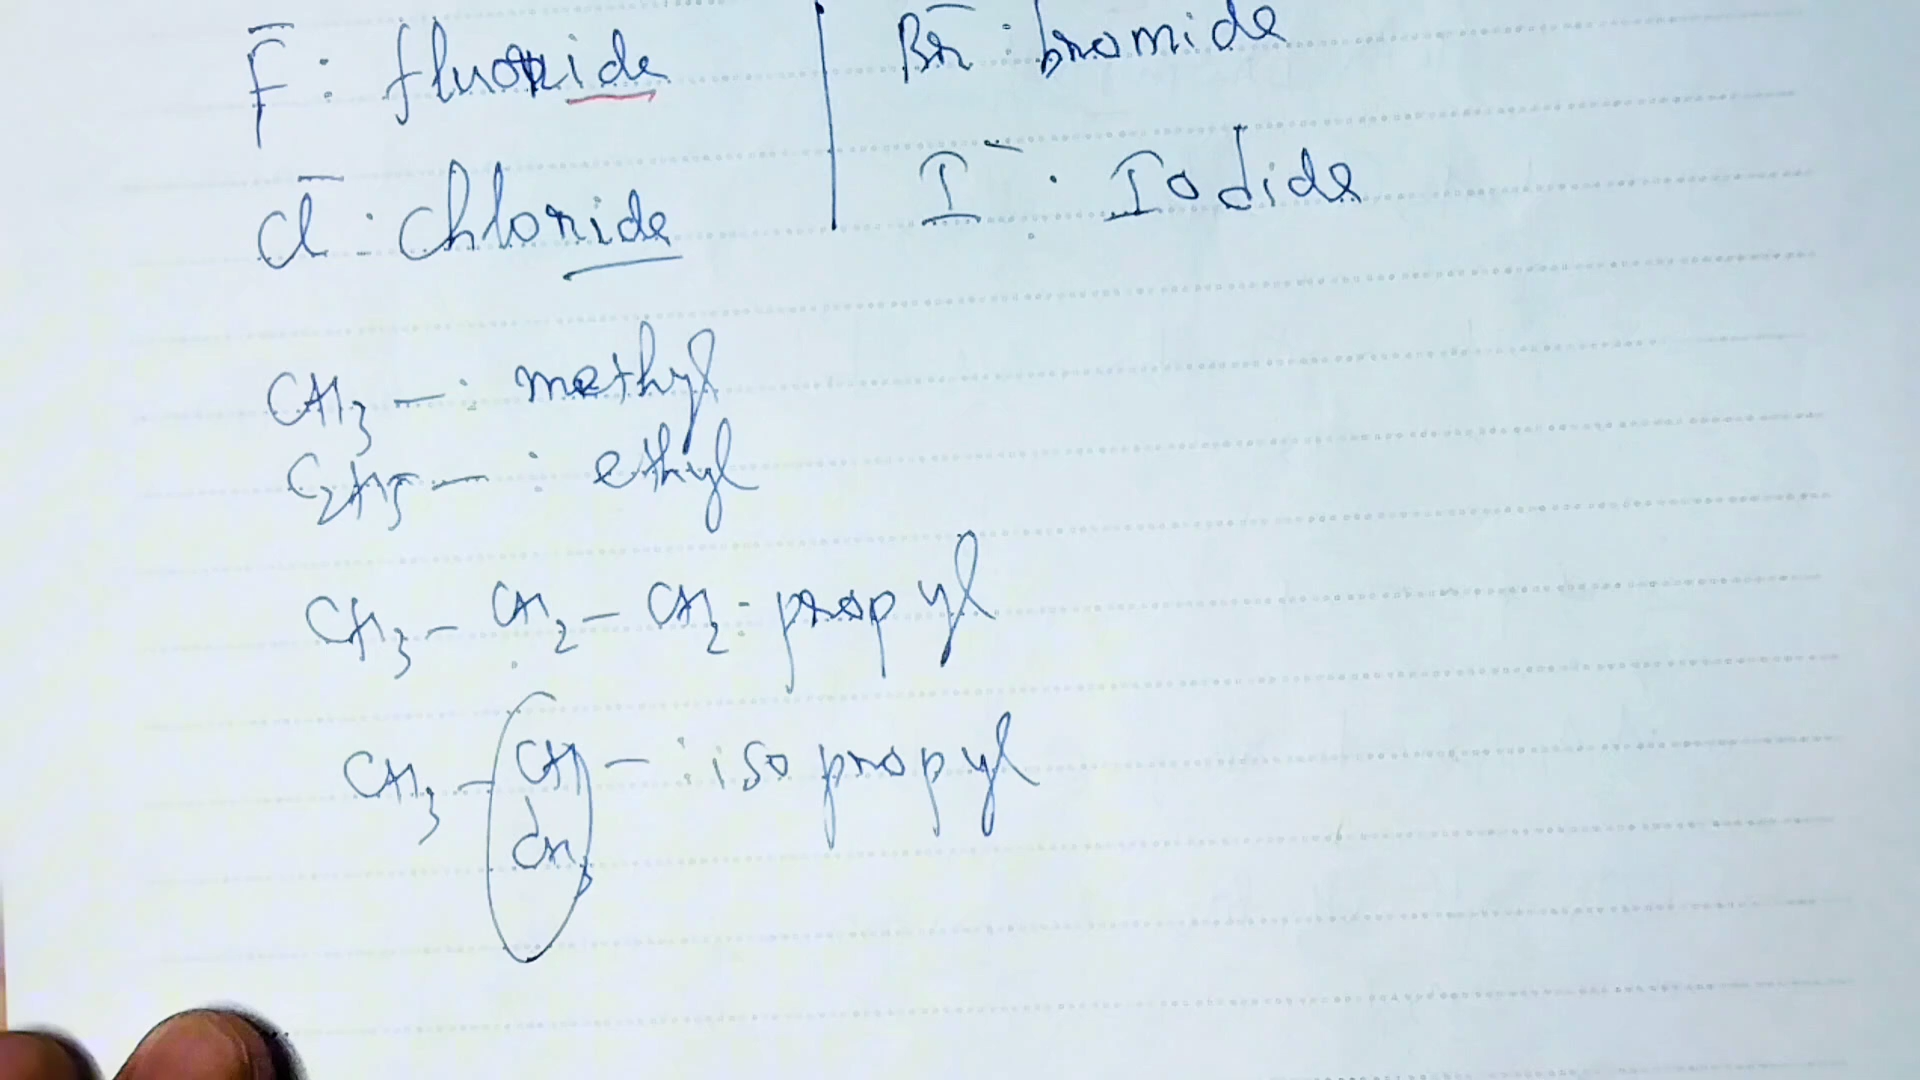 F⁻ : fluoride
Cl⁻ : chloride
Br⁻ : bromide
I⁻ : Iodide
CH₃ — : methyl
C₂H₅ — : ethyl
CH₃ – CH₂ – CH₂ : propyl
CH₃ – CH — : iso propyl
CH₃